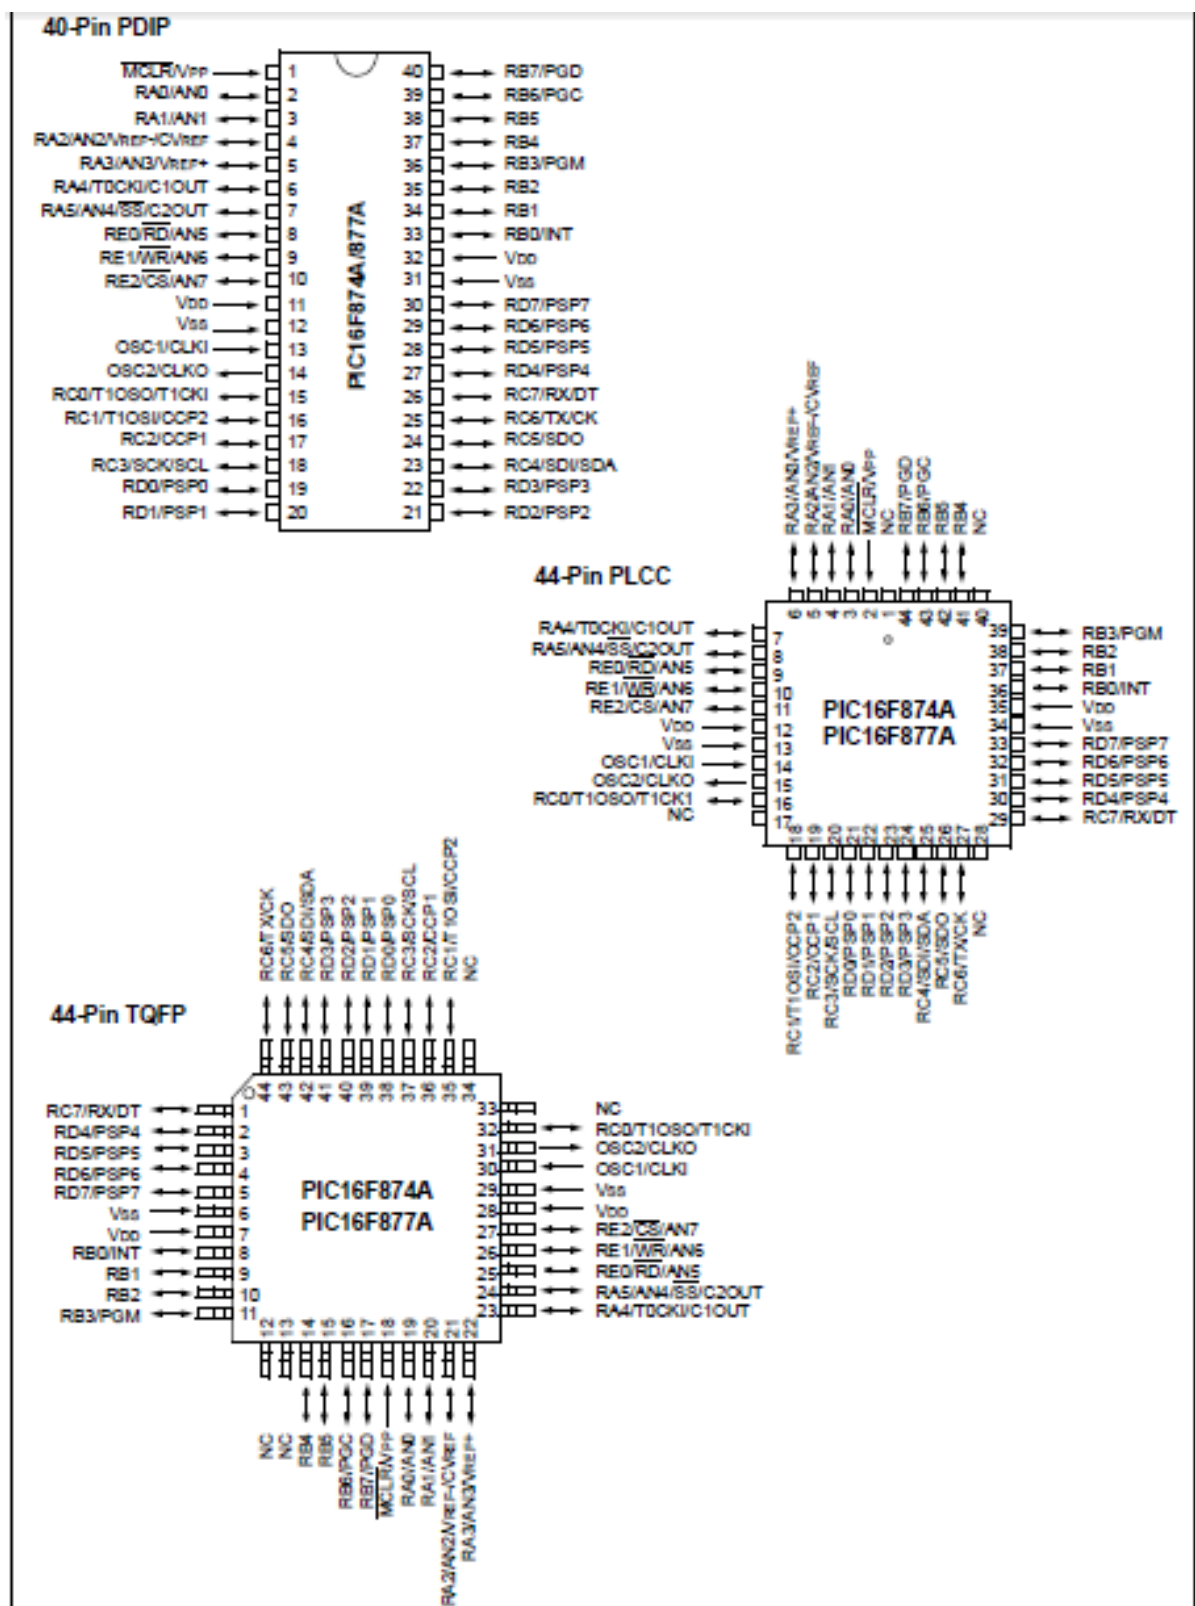 40-Pin PDIP
MCLR/VPP 1 40 RB7/PGD
RA0/AN0 2 39 RB6/PGC
RA1/AN1 3 38 RB5
RA2/AN2/VREF-/CVREF 4 37 RB4
RA3/AN3/VREF+ 5 36 RB3/PGM
RA4/T0CKI/C1OUT 6 35 RB2
RA5/AN4/SS/C2OUT 7 34 RB1
RE0/RD/AN5 8 33 RB0/INT
RE1/WR/AN6 9 32 VDD
RE2/CS/AN7 10 31 VSS
VDD 11 30 RD7/PSP7
VSS 12 29 RD6/PSP6
OSC1/CLKI 13 28 RD5/PSP5
OSC2/CLKO 14 27 RD4/PSP4
RC0/T1OSO/T1CKI 15 26 RC7/RX/DT
RC1/T1OSI/CCP2 16 25 RC6/TX/CK
RC2/CCP1 17 24 RC5/SDO
RC3/SCK/SCL 18 23 RC4/SDI/SDA
RD0/PSP0 19 22 RD3/PSP3
RD1/PSP1 20 21 RD2/PSP2
PIC16F874A/877A
44-Pin PLCC
RA3/AN3/VREF+
RA2/AN2/VREF-/CVREF
RA1/AN1
RA0/AN0
MCLR/VPP
NC
RB7/PGD
RB6/PGC
RB5
RB4
NC
6 5 4 3 2 1 44 43 42 41 40
RA4/T0CKI/C1OUT 7 39 RB3/PGM
RA5/AN4/SS/C2OUT 8 38 RB2
RE0/RD/AN5 9 37 RB1
RE1/WR/AN6 10 36 RB0/INT
RE2/CS/AN7 11 35 VDD
VDD 12 34 VSS
VSS 13 33 RD7/PSP7
OSC1/CLKI 14 32 RD6/PSP6
OSC2/CLKO 15 31 RD5/PSP5
RC0/T1OSO/T1CK1 16 30 RD4/PSP4
NC 17 29 RC7/RX/DT
PIC16F874A
PIC16F877A
18 19 20 21 22 23 24 25 26 27 28
RC1/T1OSI/CCP2
RC2/CCP1
RC3/SCK/SCL
RD0/PSP0
RD1/PSP1
RD2/PSP2
RD3/PSP3
RC4/SDI/SDA
RC5/SDO
RC6/TX/CK
NC
44-Pin TQFP
RC6/TX/CK
RC5/SDO
RC4/SDI/SDA
RD3/PSP3
RD2/PSP2
RD1/PSP1
RD0/PSP0
RC3/SCK/SCL
RC2/CCP1
RC1/T1OSI/CCP2
NC
44 43 42 41 40 39 38 37 36 35 34
RC7/RX/DT 1 33 NC
RD4/PSP4 2 32 RC0/T1OSO/T1CKI
RD5/PSP5 3 31 OSC2/CLKO
RD6/PSP6 4 30 OSC1/CLKI
RD7/PSP7 5 29 VSS
VSS 6 28 VDD
VDD 7 27 RE2/CS/AN7
RB0/INT 8 26 RE1/WR/AN6
RB1 9 25 RE0/RD/AN5
RB2 10 24 RA5/AN4/SS/C2OUT
RB3/PGM 11 23 RA4/T0CKI/C1OUT
PIC16F874A
PIC16F877A
12 13 14 15 16 17 18 19 20 21 22
NC
NC
RB4
RB5
RB6/PGC
RB7/PGD
MCLR/VPP
RA0/AN0
RA1/AN1
RA2/AN2/VREF-/CVREF
RA3/AN3/VREF+